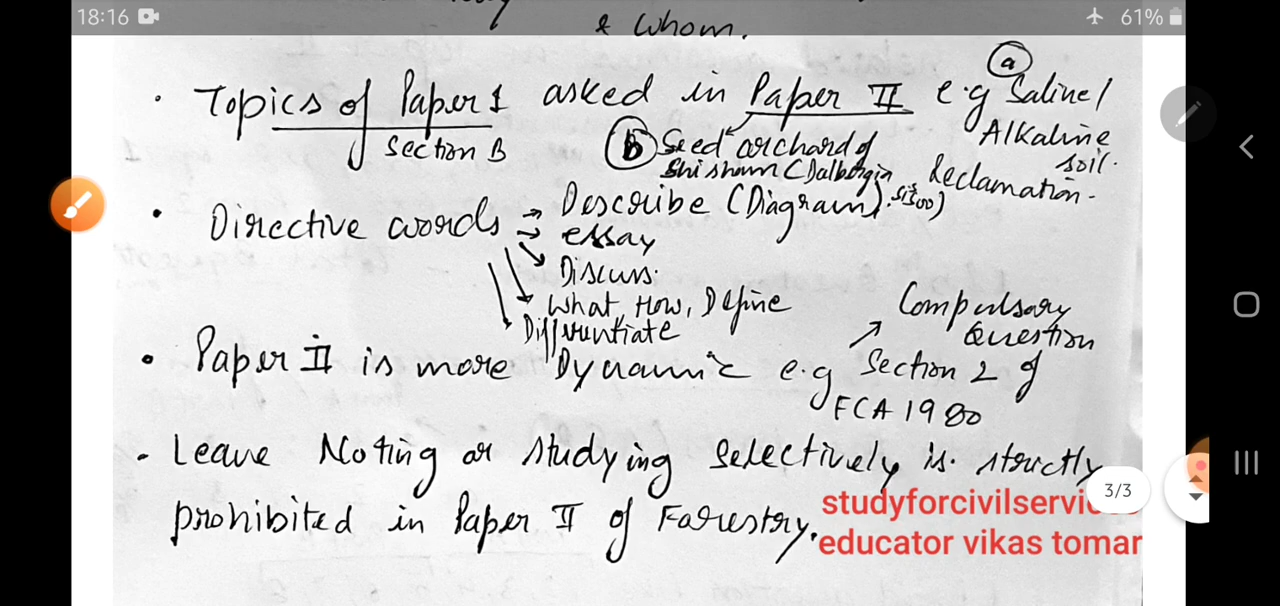 18:16
61%
& Whom.
a
• Topics of Paper 1 asked in Paper II e.g Saline/
Section B
Alkaline
soil.
Reclamation.
b Seed orchard of
Shisham (Dalbergia
sissoo)
• Directive words → Describe (Diagram).
→ essay
Discuss.
What, How, Define
Differentiate
Compulsory
Question
• Paper II is more Dynamic e.g Section 2 of
FCA 1980
• Leave Noting or studying Selectively is strictly
prohibited in Paper II of Forestry.
3/3
studyforcivilservic
educator vikas tomar